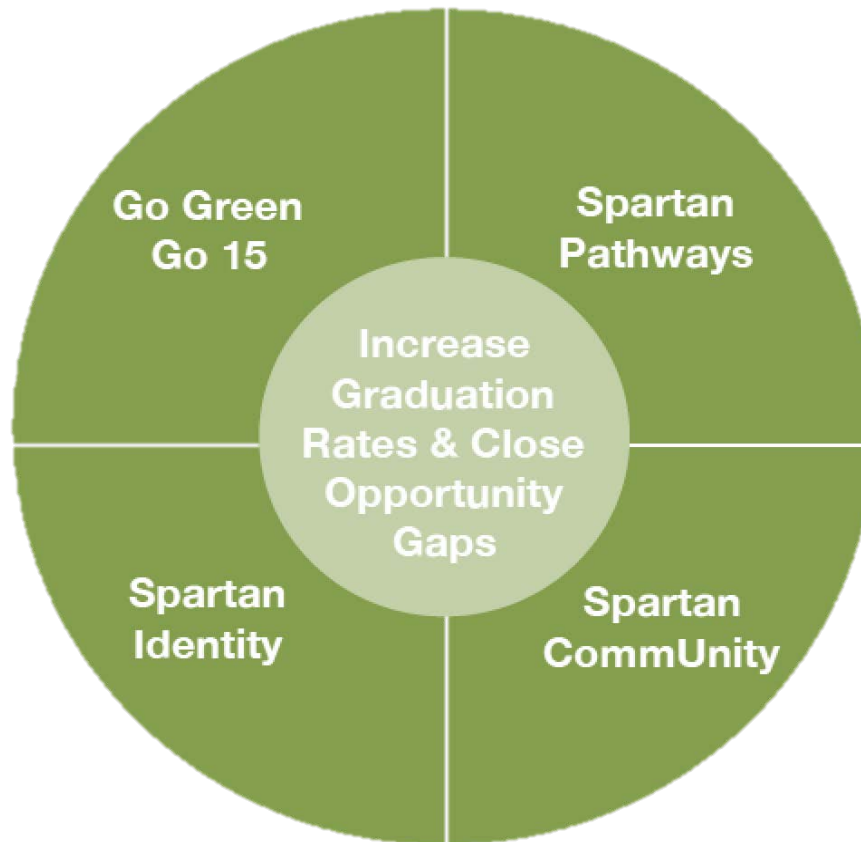 Go Green
Go 15
Spartan
Pathways
Increase
Graduation
Rates & Close
Opportunity
Gaps
Spartan
Identity
Spartan
CommUnity